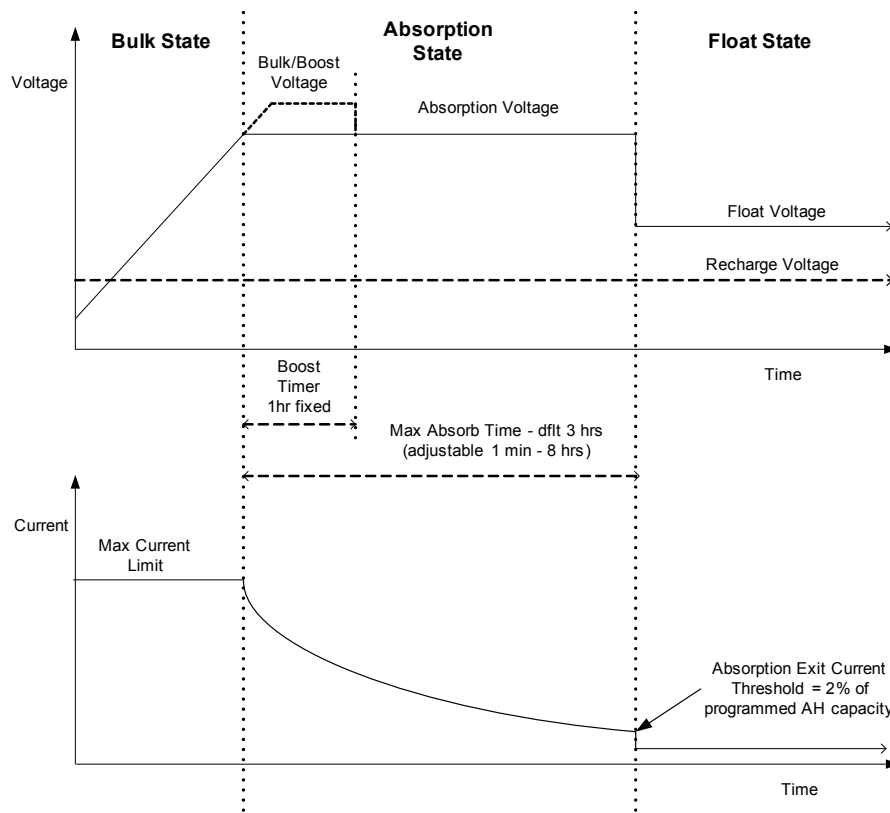 Bulk State
Absorption
State
Float State
Voltage
Bulk/Boost
Voltage
Absorption Voltage
Float Voltage
Recharge Voltage
Time
Boost
Timer
1hr fixed
Max Absorb Time - dflt 3 hrs
(adjustable 1 min - 8 hrs)
Current
Max Current
Limit
Absorption Exit Current
Threshold = 2% of
programmed AH capacity
Time